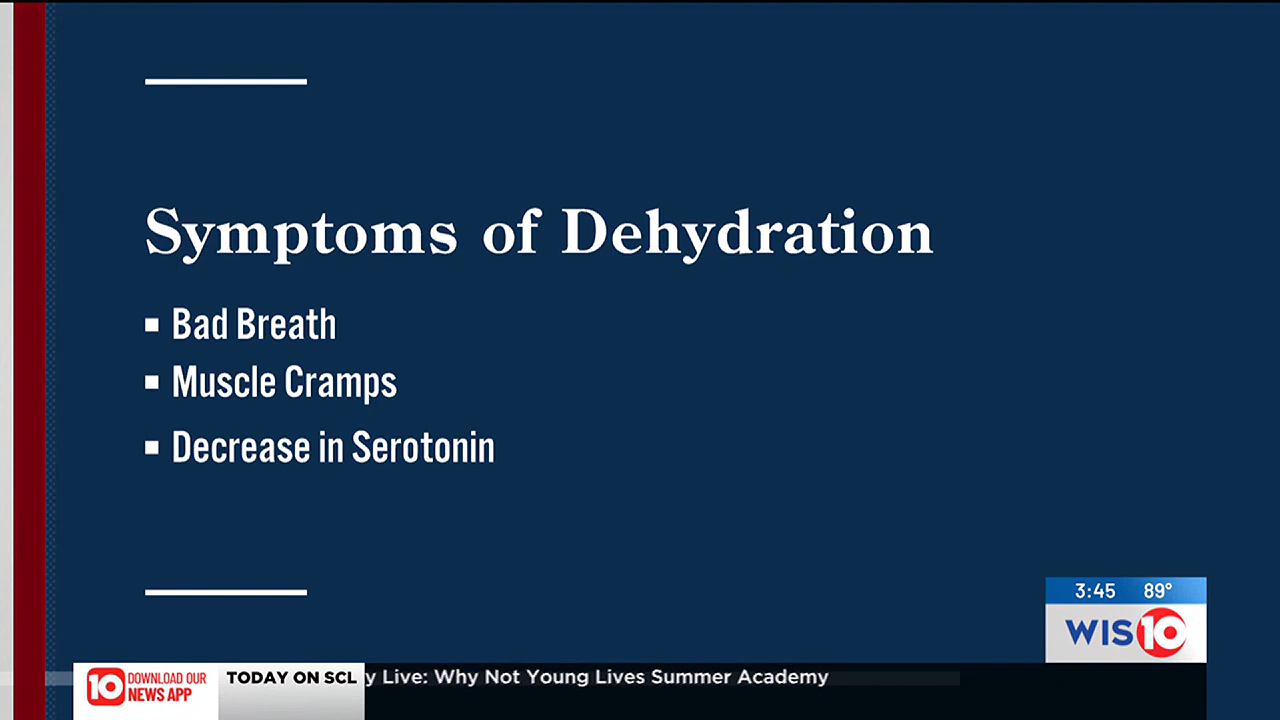 Symptoms of Dehydration
▪ Bad Breath
▪ Muscle Cramps
▪ Decrease in Serotonin
3:45 89°
WIS10
10 DOWNLOAD OUR
NEWS APP
TODAY ON SCL
y Live: Why Not Young Lives Summer Academy